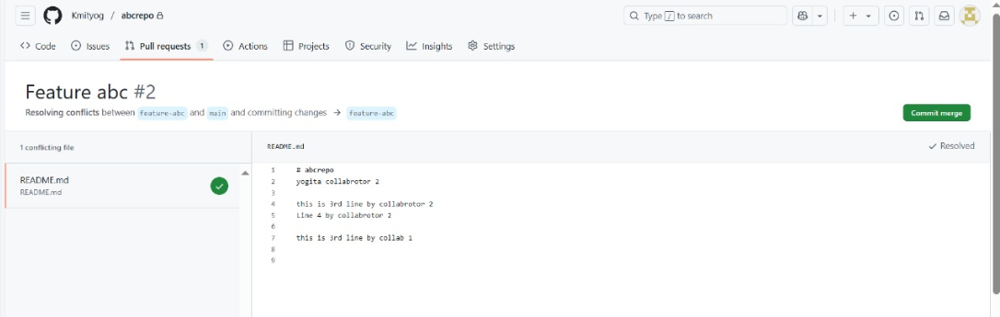 Kmityog / abcrepo
Type / to search
Code Issues Pull requests 1 Actions Projects Security Insights Settings
Feature abc #2
Resolving conflicts between feature-abc and main and committing changes → feature-abc
Commit merge
1 conflicting file
README.md
Resolved
README.md
README.md
1 # abcrepo
2 yogita collabrotor 2
3
4 this is 3rd line by collabrotor 2
5 Line 4 by collabrotor 2
6
7 this is 3rd line by collab 1
8
9